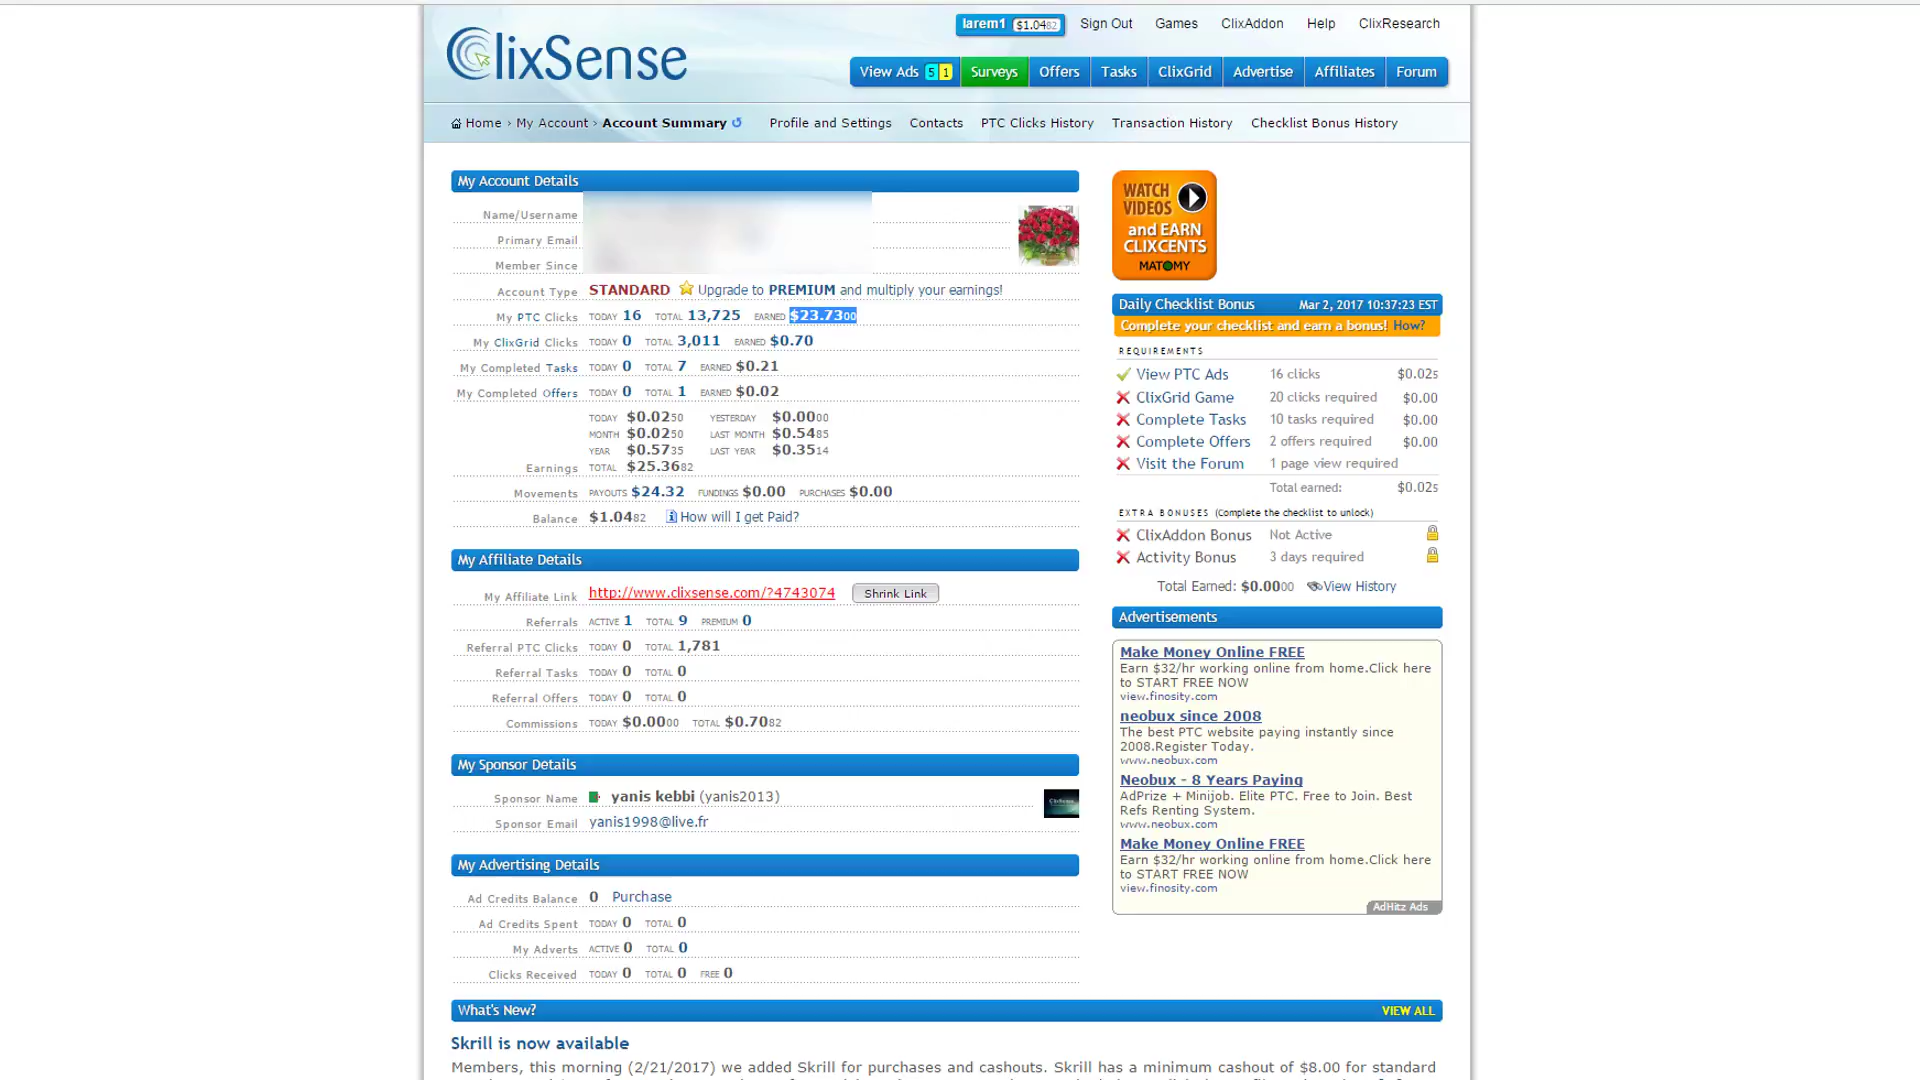 larem1 $1.0482 Sign Out Games ClixAddon Help ClixResearch
ClixSense
View Ads 5 1 Surveys Offers Tasks ClixGrid Advertise Affiliates Forum
Home › My Account › Account Summary Profile and Settings Contacts PTC Clicks History Transaction History Checklist Bonus History
My Account Details
Name/Username
Primary Email
Member Since
Account Type STANDARD Upgrade to PREMIUM and multiply your earnings!
My PTC Clicks TODAY 16 TOTAL 13,725 EARNED $23.7300
My ClixGrid Clicks TODAY 0 TOTAL 3,011 EARNED $0.70
My Completed Tasks TODAY 0 TOTAL 7 EARNED $0.21
My Completed Offers TODAY 0 TOTAL 1 EARNED $0.02
TODAY $0.0250 YESTERDAY $0.0000
MONTH $0.0250 LAST MONTH $0.5485
YEAR $0.5735 LAST YEAR $0.3514
Earnings TOTAL $25.3682
Movements PAYOUTS $24.32 FUNDINGS $0.00 PURCHASES $0.00
Balance $1.0482 How will I get Paid?
My Affiliate Details
My Affiliate Link http://www.clixsense.com/?4743074 Shrink Link
Referrals ACTIVE 1 TOTAL 9 PREMIUM 0
Referral PTC Clicks TODAY 0 TOTAL 1,781
Referral Tasks TODAY 0 TOTAL 0
Referral Offers TODAY 0 TOTAL 0
Commissions TODAY $0.0000 TOTAL $0.7082
My Sponsor Details
Sponsor Name yanis kebbi (yanis2013)
ClixSense
Sponsor Email yanis1998@live.fr
My Advertising Details
Ad Credits Balance 0 Purchase
Ad Credits Spent TODAY 0 TOTAL 0
My Adverts ACTIVE 0 TOTAL 0
Clicks Received TODAY 0 TOTAL 0 FREE 0
WATCH
VIDEOS
and EARN
CLIXCENTS
MATOMY
Daily Checklist Bonus Mar 2, 2017 10:37:23 EST
Complete your checklist and earn a bonus! How?
REQUIREMENTS
View PTC Ads 16 clicks $0.025
ClixGrid Game 20 clicks required $0.00
Complete Tasks 10 tasks required $0.00
Complete Offers 2 offers required $0.00
Visit the Forum 1 page view required
Total earned: $0.025
EXTRA BONUSES (Complete the checklist to unlock)
ClixAddon Bonus Not Active
Activity Bonus 3 days required
Total Earned: $0.0000 View History
Advertisements
Make Money Online FREE
Earn $32/hr working online from home.Click here
to START FREE NOW
view.finosity.com
neobux since 2008
The best PTC website paying instantly since
2008.Register Today.
www.neobux.com
Neobux - 8 Years Paying
AdPrize + Minijob. Elite PTC. Free to Join. Best
Refs Renting System.
www.neobux.com
Make Money Online FREE
Earn $32/hr working online from home.Click here
to START FREE NOW
view.finosity.com
AdHitz Ads
What's New? VIEW ALL
Skrill is now available
Members, this morning (2/21/2017) we added Skrill for purchases and cashouts. Skrill has a minimum cashout of $8.00 for standard